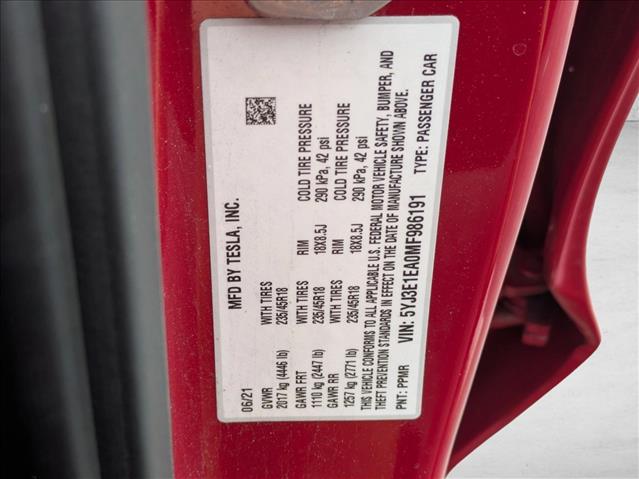 MFD BY TESLA, INC.
06/21
GVWR WITH TIRES RIM COLD TIRE PRESSURE
2017 kg (4446 lb) 235/45R18 18X8.5J 290 kPa, 42 psi
GAWR FRT WITH TIRES RIM COLD TIRE PRESSURE
1110 kg (2447 lb) 235/45R18 18X8.5J 290 kPa, 42 psi
GAWR RR
1257 kg (2771 lb) 235/45R18
THIS VEHICLE CONFORMS TO ALL APPLICABLE U.S. FEDERAL MOTOR VEHICLE SAFETY, BUMPER, AND
THEFT PREVENTION STANDARDS IN EFFECT ON THE DATE OF MANUFACTURE SHOWN ABOVE.
VIN: 5YJ3E1EA0MF986191
PNT: PPMR TYPE: PASSENGER CAR